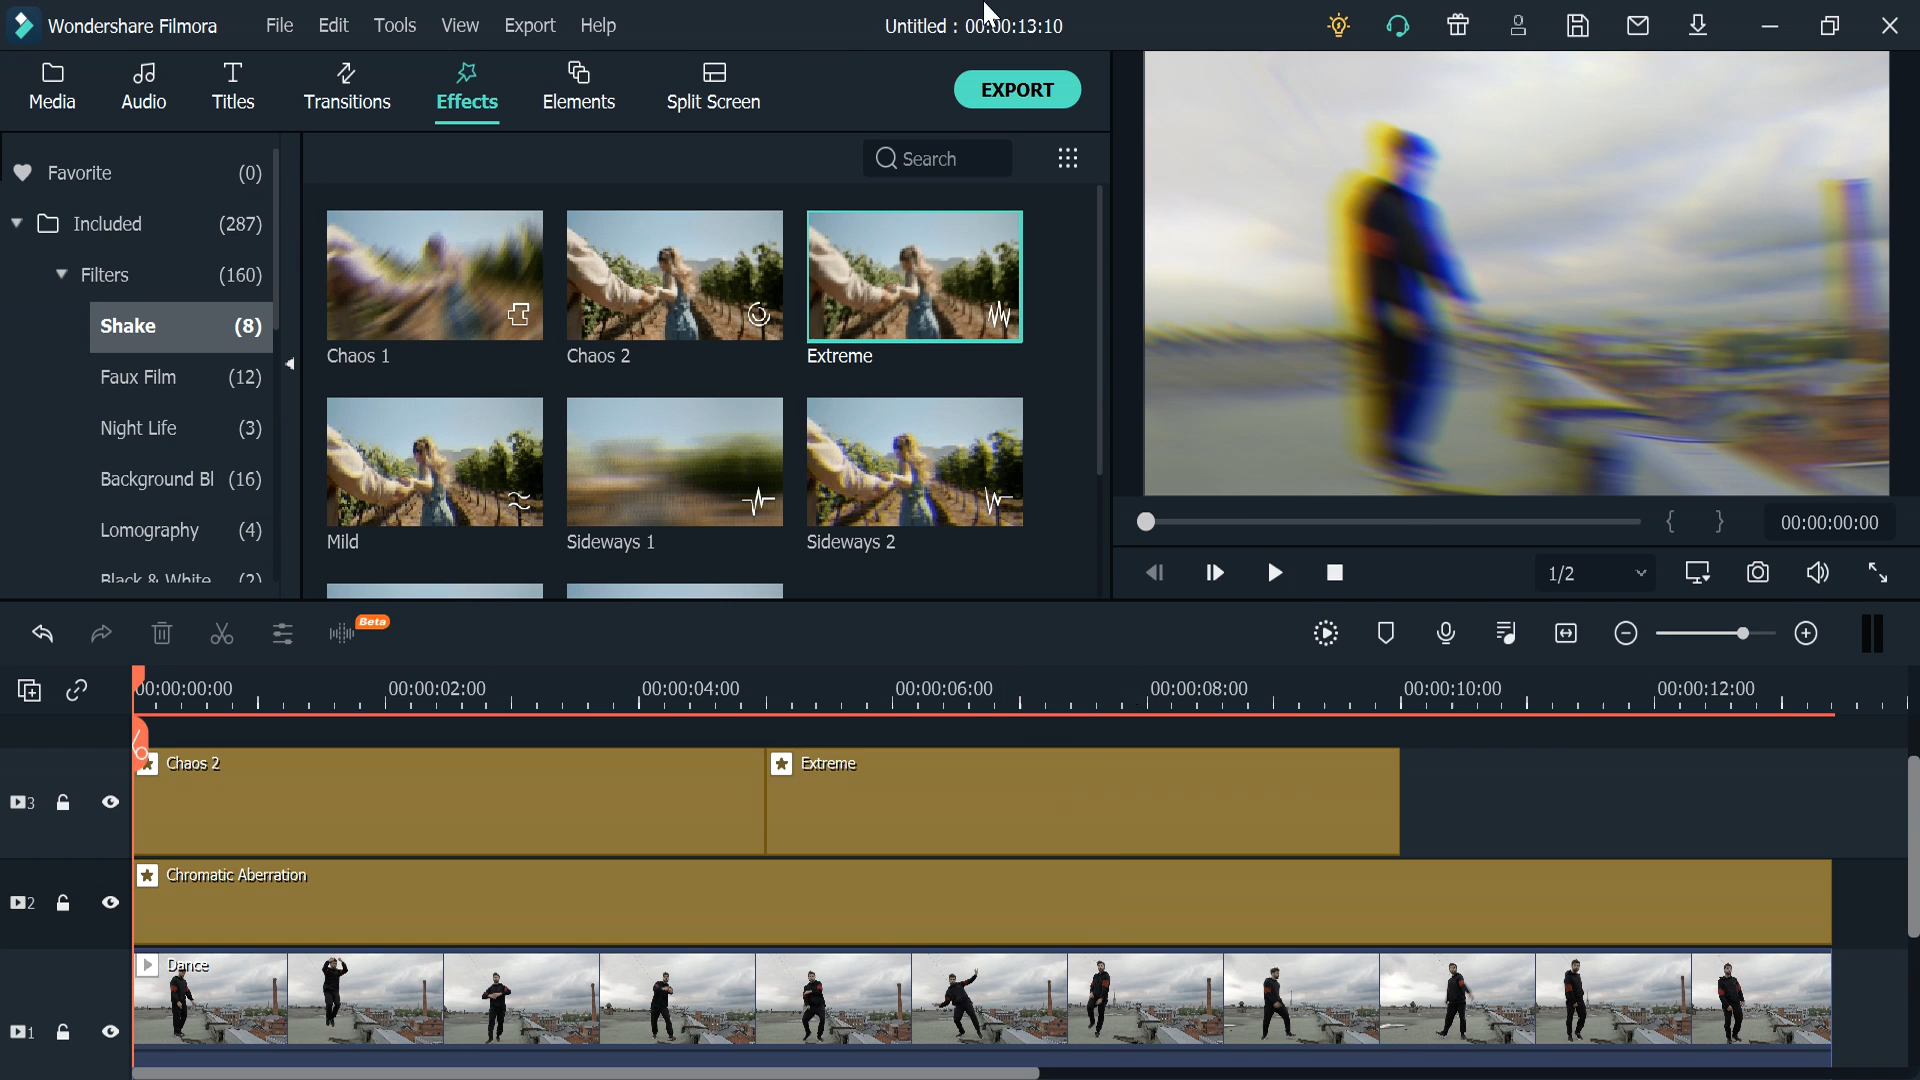 Wondershare Filmora File Edit Tools View Export Help Untitled : 00:00:13:10
Media Audio Titles Transitions Effects Elements Split Screen EXPORT
Search
Favorite (0)
Included (287)
Filters (160)
Shake (8)
Faux Film (12)
Night Life (3)
Background Bl (16)
Lomography (4)
Black & White (2)
Chaos 1 Chaos 2 Extreme
Mild Sideways 1 Sideways 2
{ } 00:00:00:00
1/2
Beta
00:00:00:00 00:00:02:00 00:00:04:00 00:00:06:00 00:00:08:00 00:00:10:00 00:00:12:00
Chaos 2 Extreme
3
Chromatic Aberration
2
Dance
1